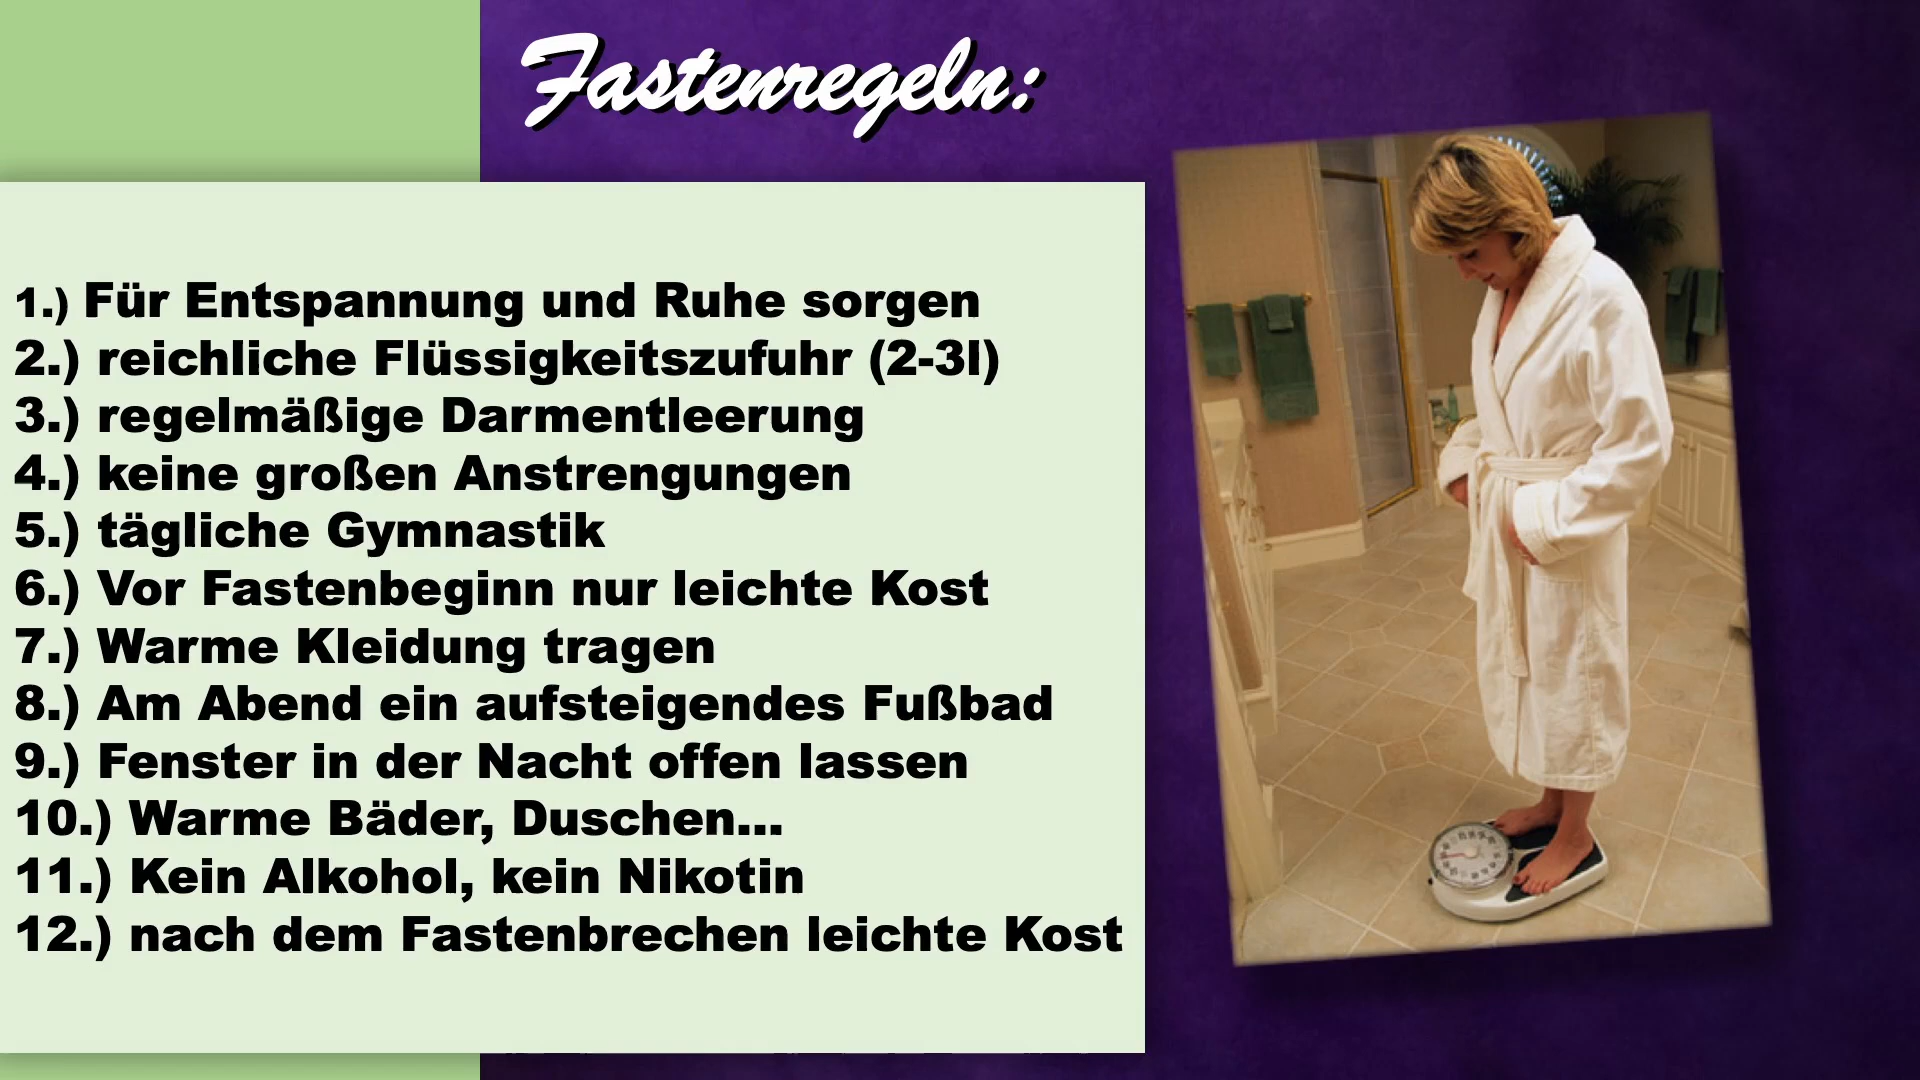 Fastenregeln:
1.) Für Entspannung und Ruhe sorgen
2.) reichliche Flüssigkeitszufuhr (2-3l)
3.) regelmäßige Darmentleerung
4.) keine großen Anstrengungen
5.) tägliche Gymnastik
6.) Vor Fastenbeginn nur leichte Kost
7.) Warme Kleidung tragen
8.) Am Abend ein aufsteigendes Fußbad
9.) Fenster in der Nacht offen lassen
10.) Warme Bäder, Duschen...
11.) Kein Alkohol, kein Nikotin
12.) nach dem Fastenbrechen leichte Kost